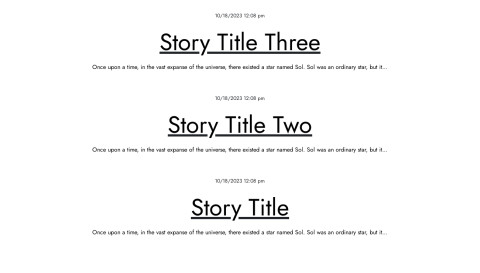 10/18/2023 12:08 pm
Story Title Three
Once upon a time, in the vast expanse of the universe, there existed a star named Sol. Sol was an ordinary star, but it...
10/18/2023 12:08 pm
Story Title Two
Once upon a time, in the vast expanse of the universe, there existed a star named Sol. Sol was an ordinary star, but it...
10/18/2023 12:08 pm
Story Title
Once upon a time, in the vast expanse of the universe, there existed a star named Sol. Sol was an ordinary star, but it...